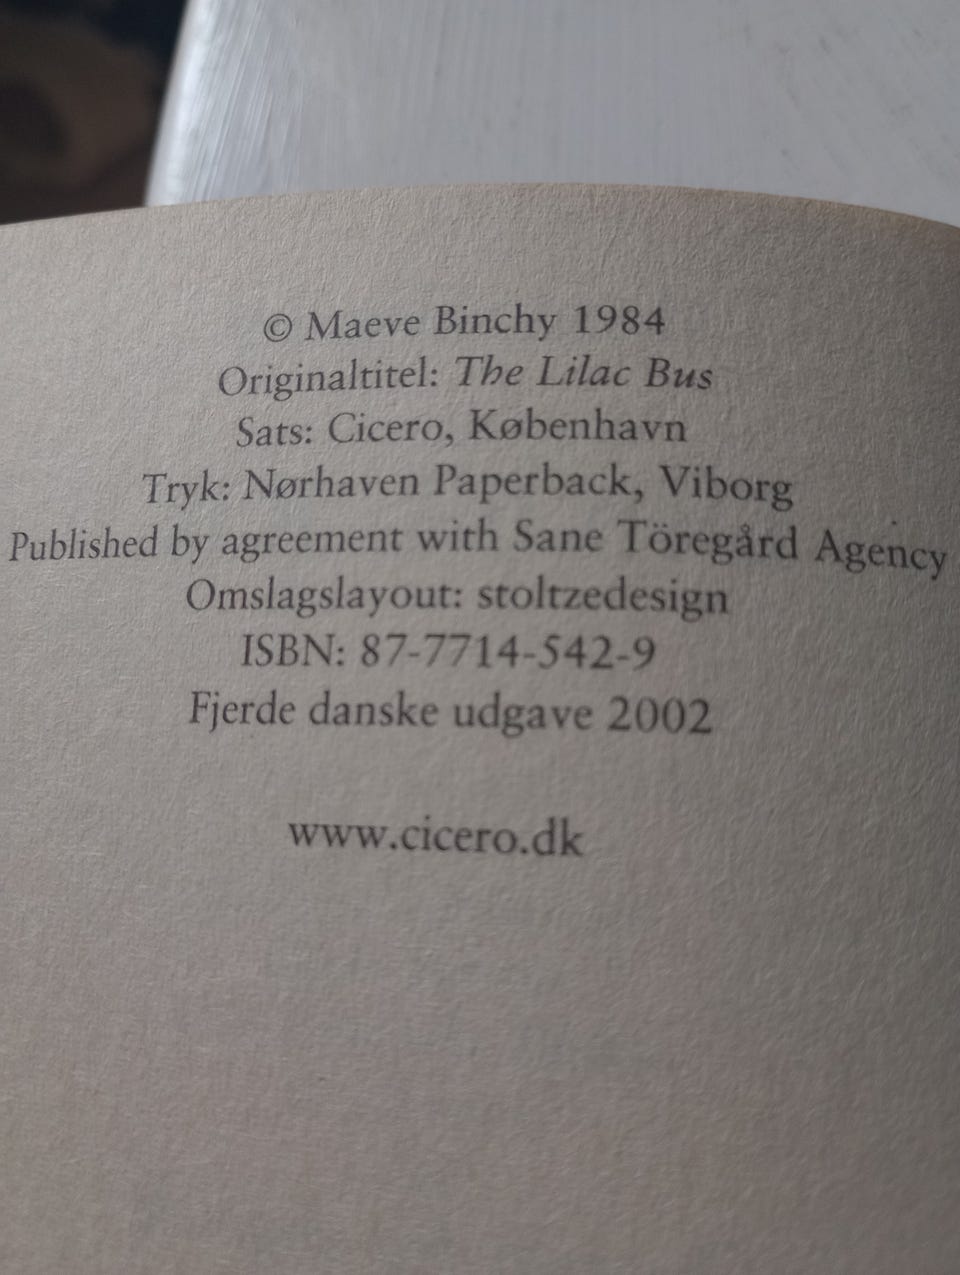 © Maeve Binchy 1984
Originaltitel: The Lilac Bus
Sats: Cicero, København
Tryk: Nørhaven Paperback, Viborg
Published by agreement with Sane Töregård Agency
Omslagslayout: stoltzedesign
ISBN: 87-7714-542-9
Fjerde danske udgave 2002
www.cicero.dk